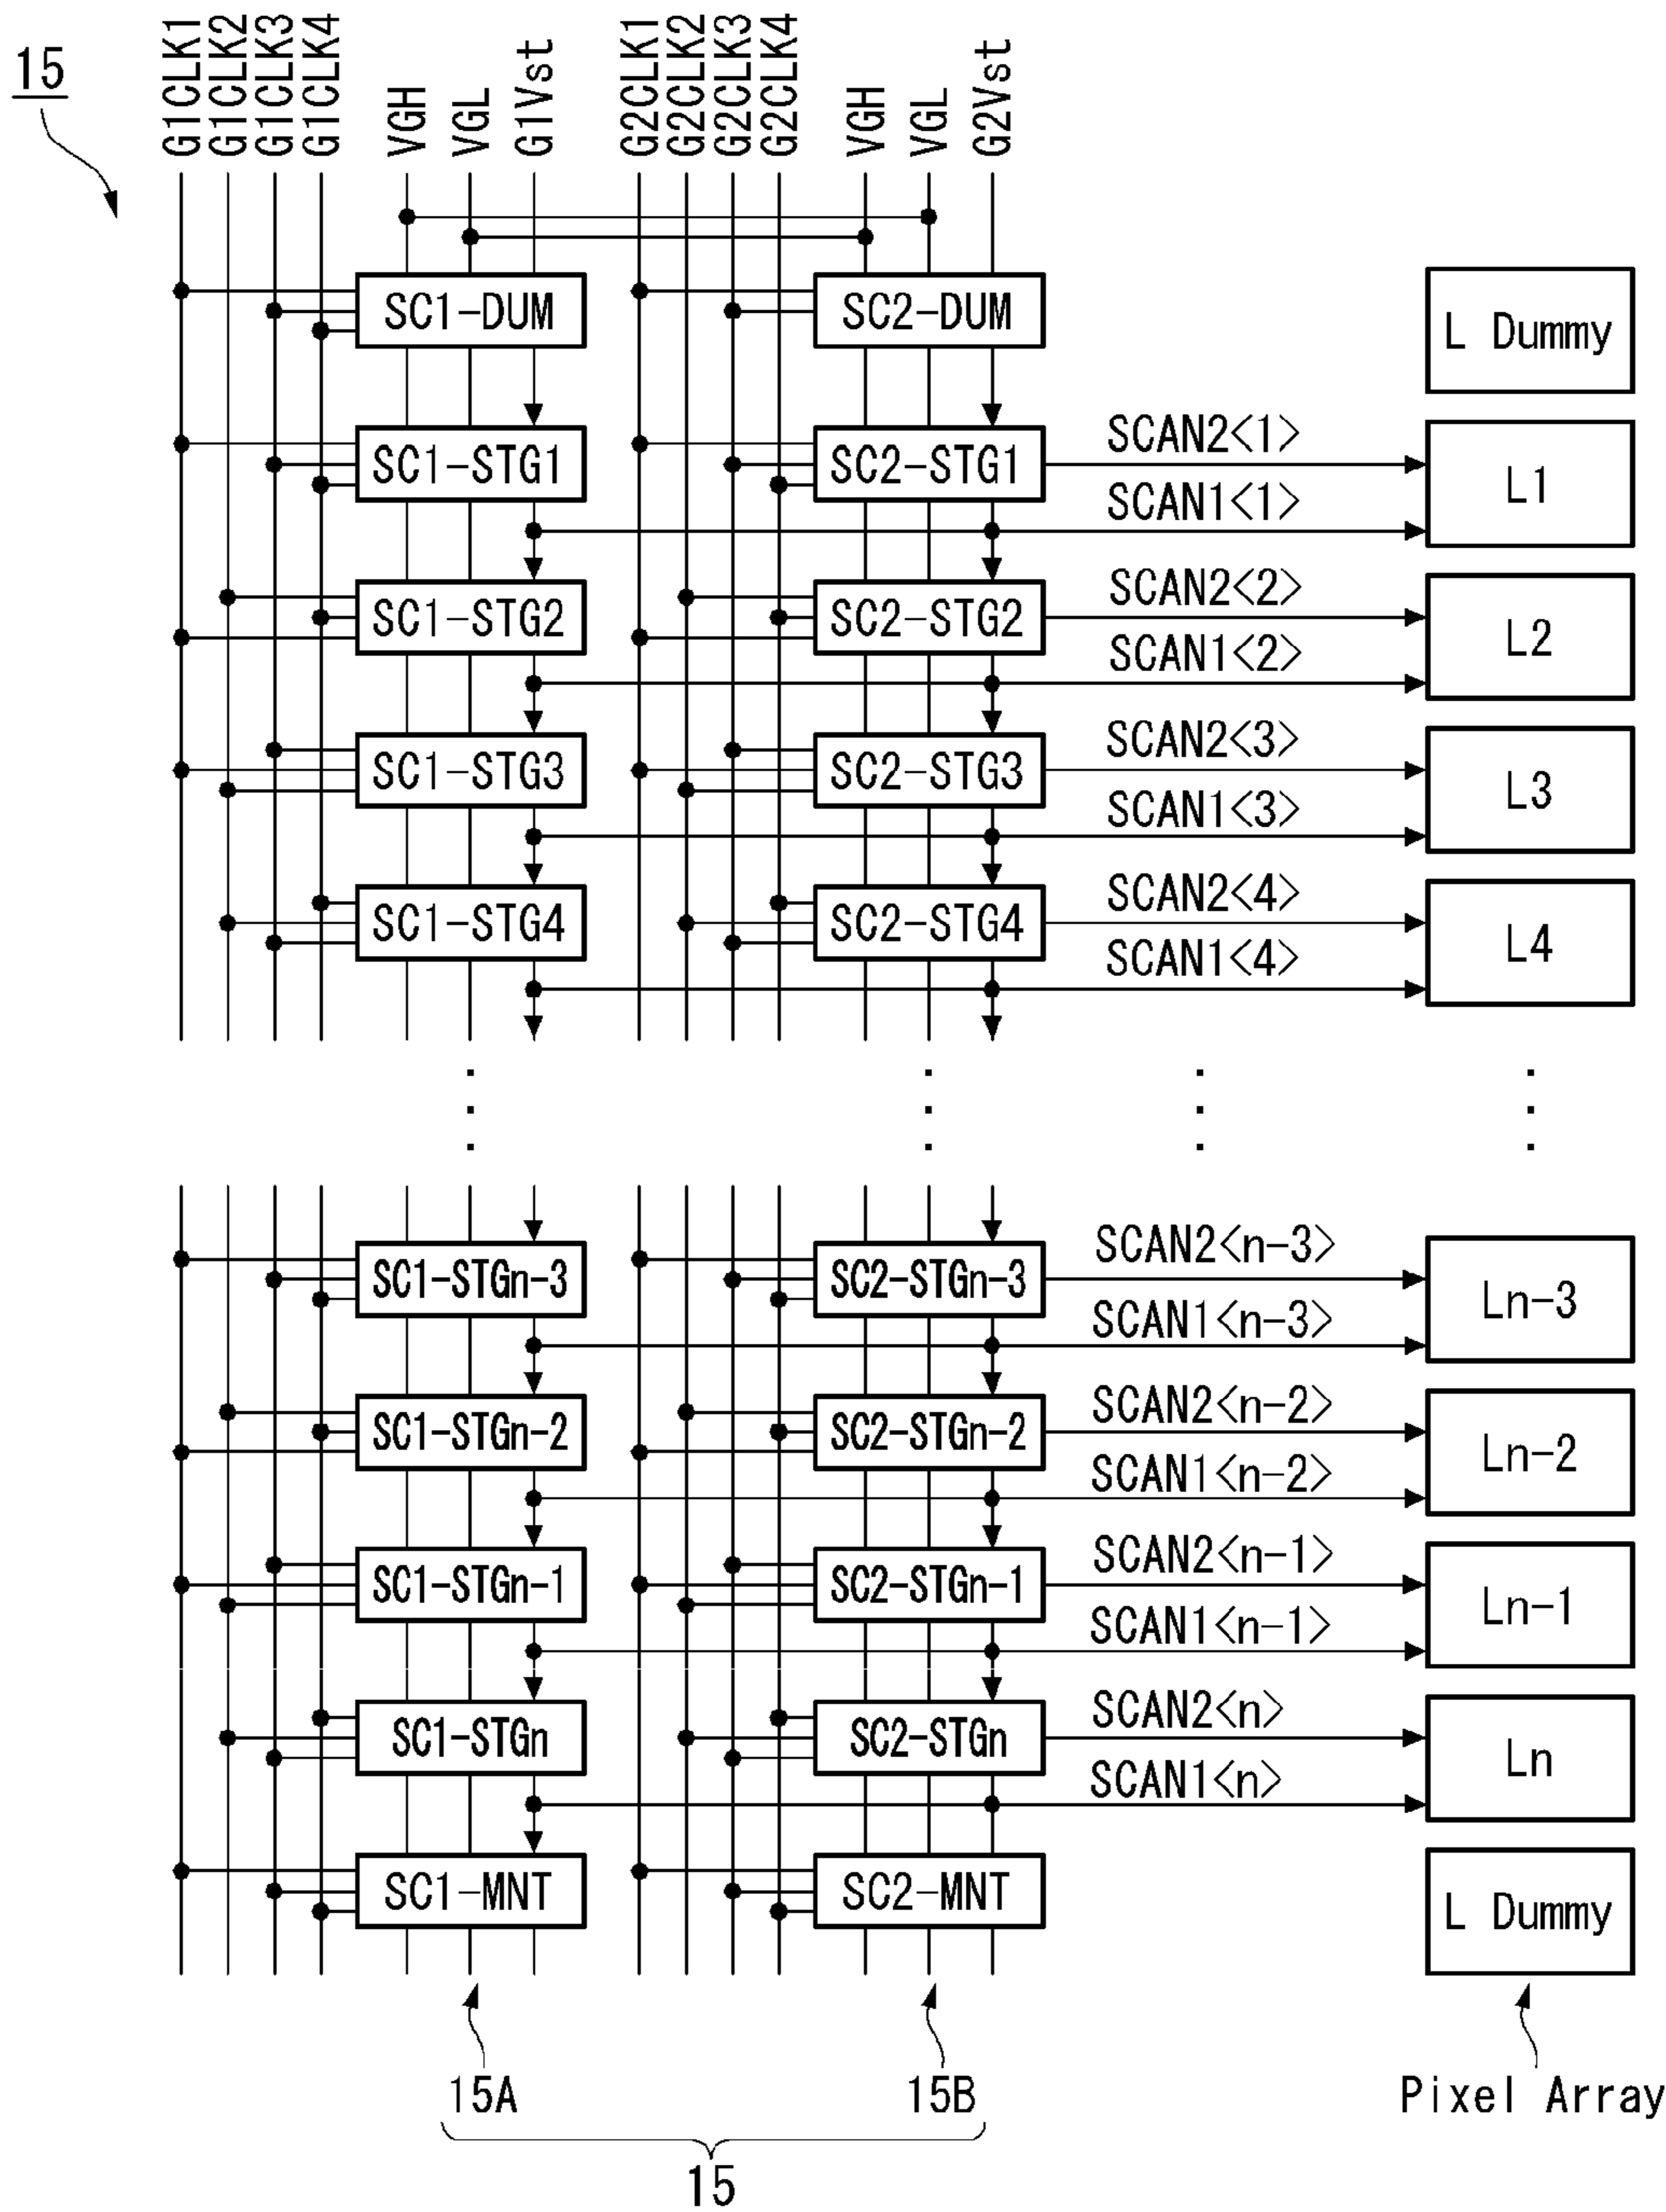 15
G1CLK1
G1CLK2
G1CLK3
G1CLK4
VGH
VGL
G1Vst
G2CLK1
G2CLK2
G2CLK3
G2CLK4
VGH
VGL
G2Vst
SC1-DUM
SC2-DUM
L Dummy
SC1-STG1
SC2-STG1
SCAN2<1>
SCAN1<1>
L1
SC1-STG2
SC2-STG2
SCAN2<2>
SCAN1<2>
L2
SC1-STG3
SC2-STG3
SCAN2<3>
SCAN1<3>
L3
SC1-STG4
SC2-STG4
SCAN2<4>
SCAN1<4>
L4
SC1-STGn-3
SC2-STGn-3
SCAN2<n-3>
SCAN1<n-3>
Ln-3
SC1-STGn-2
SC2-STGn-2
SCAN2<n-2>
SCAN1<n-2>
Ln-2
SC1-STGn-1
SC2-STGn-1
SCAN2<n-1>
SCAN1<n-1>
Ln-1
SC1-STGn
SC2-STGn
SCAN2<n>
SCAN1<n>
Ln
SC1-MNT
SC2-MNT
L Dummy
15A
15B
Pixel Array
15